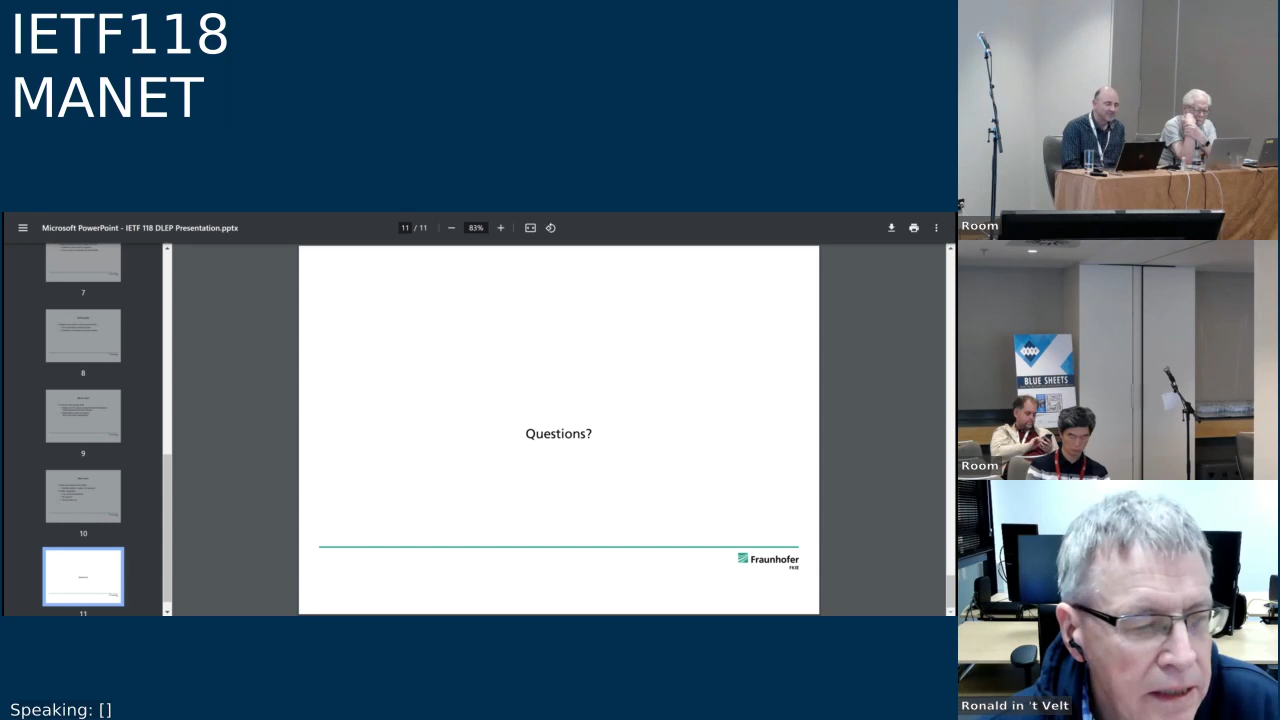 IETF118
MANET
Microsoft PowerPoint - IETF 118 DLEP Presentation.pptx
11 / 11
83%
7
8
9
10
11
Questions?
Fraunhofer
FKIE
Room
BLUE SHEETS
Room
Ronald in 't Velt
Speaking: []